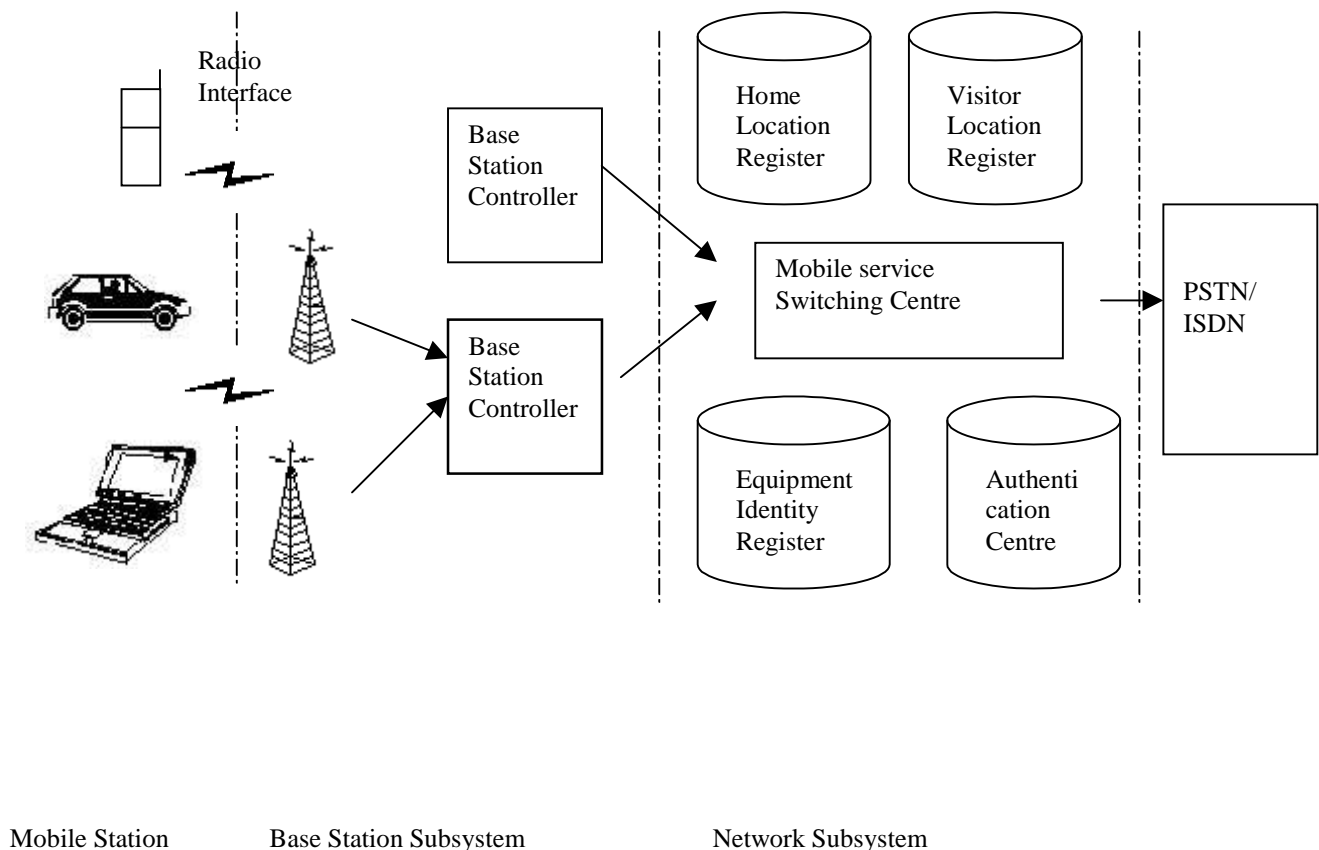 Radio
Interface
Base
Station
Controller
Home
Location
Register
Visitor
Location
Register
Mobile service
Switching Centre
PSTN/
ISDN
Base
Station
Controller
Equipment
Identity
Register
Authenti
cation
Centre
Mobile Station
Base Station Subsystem
Network Subsystem